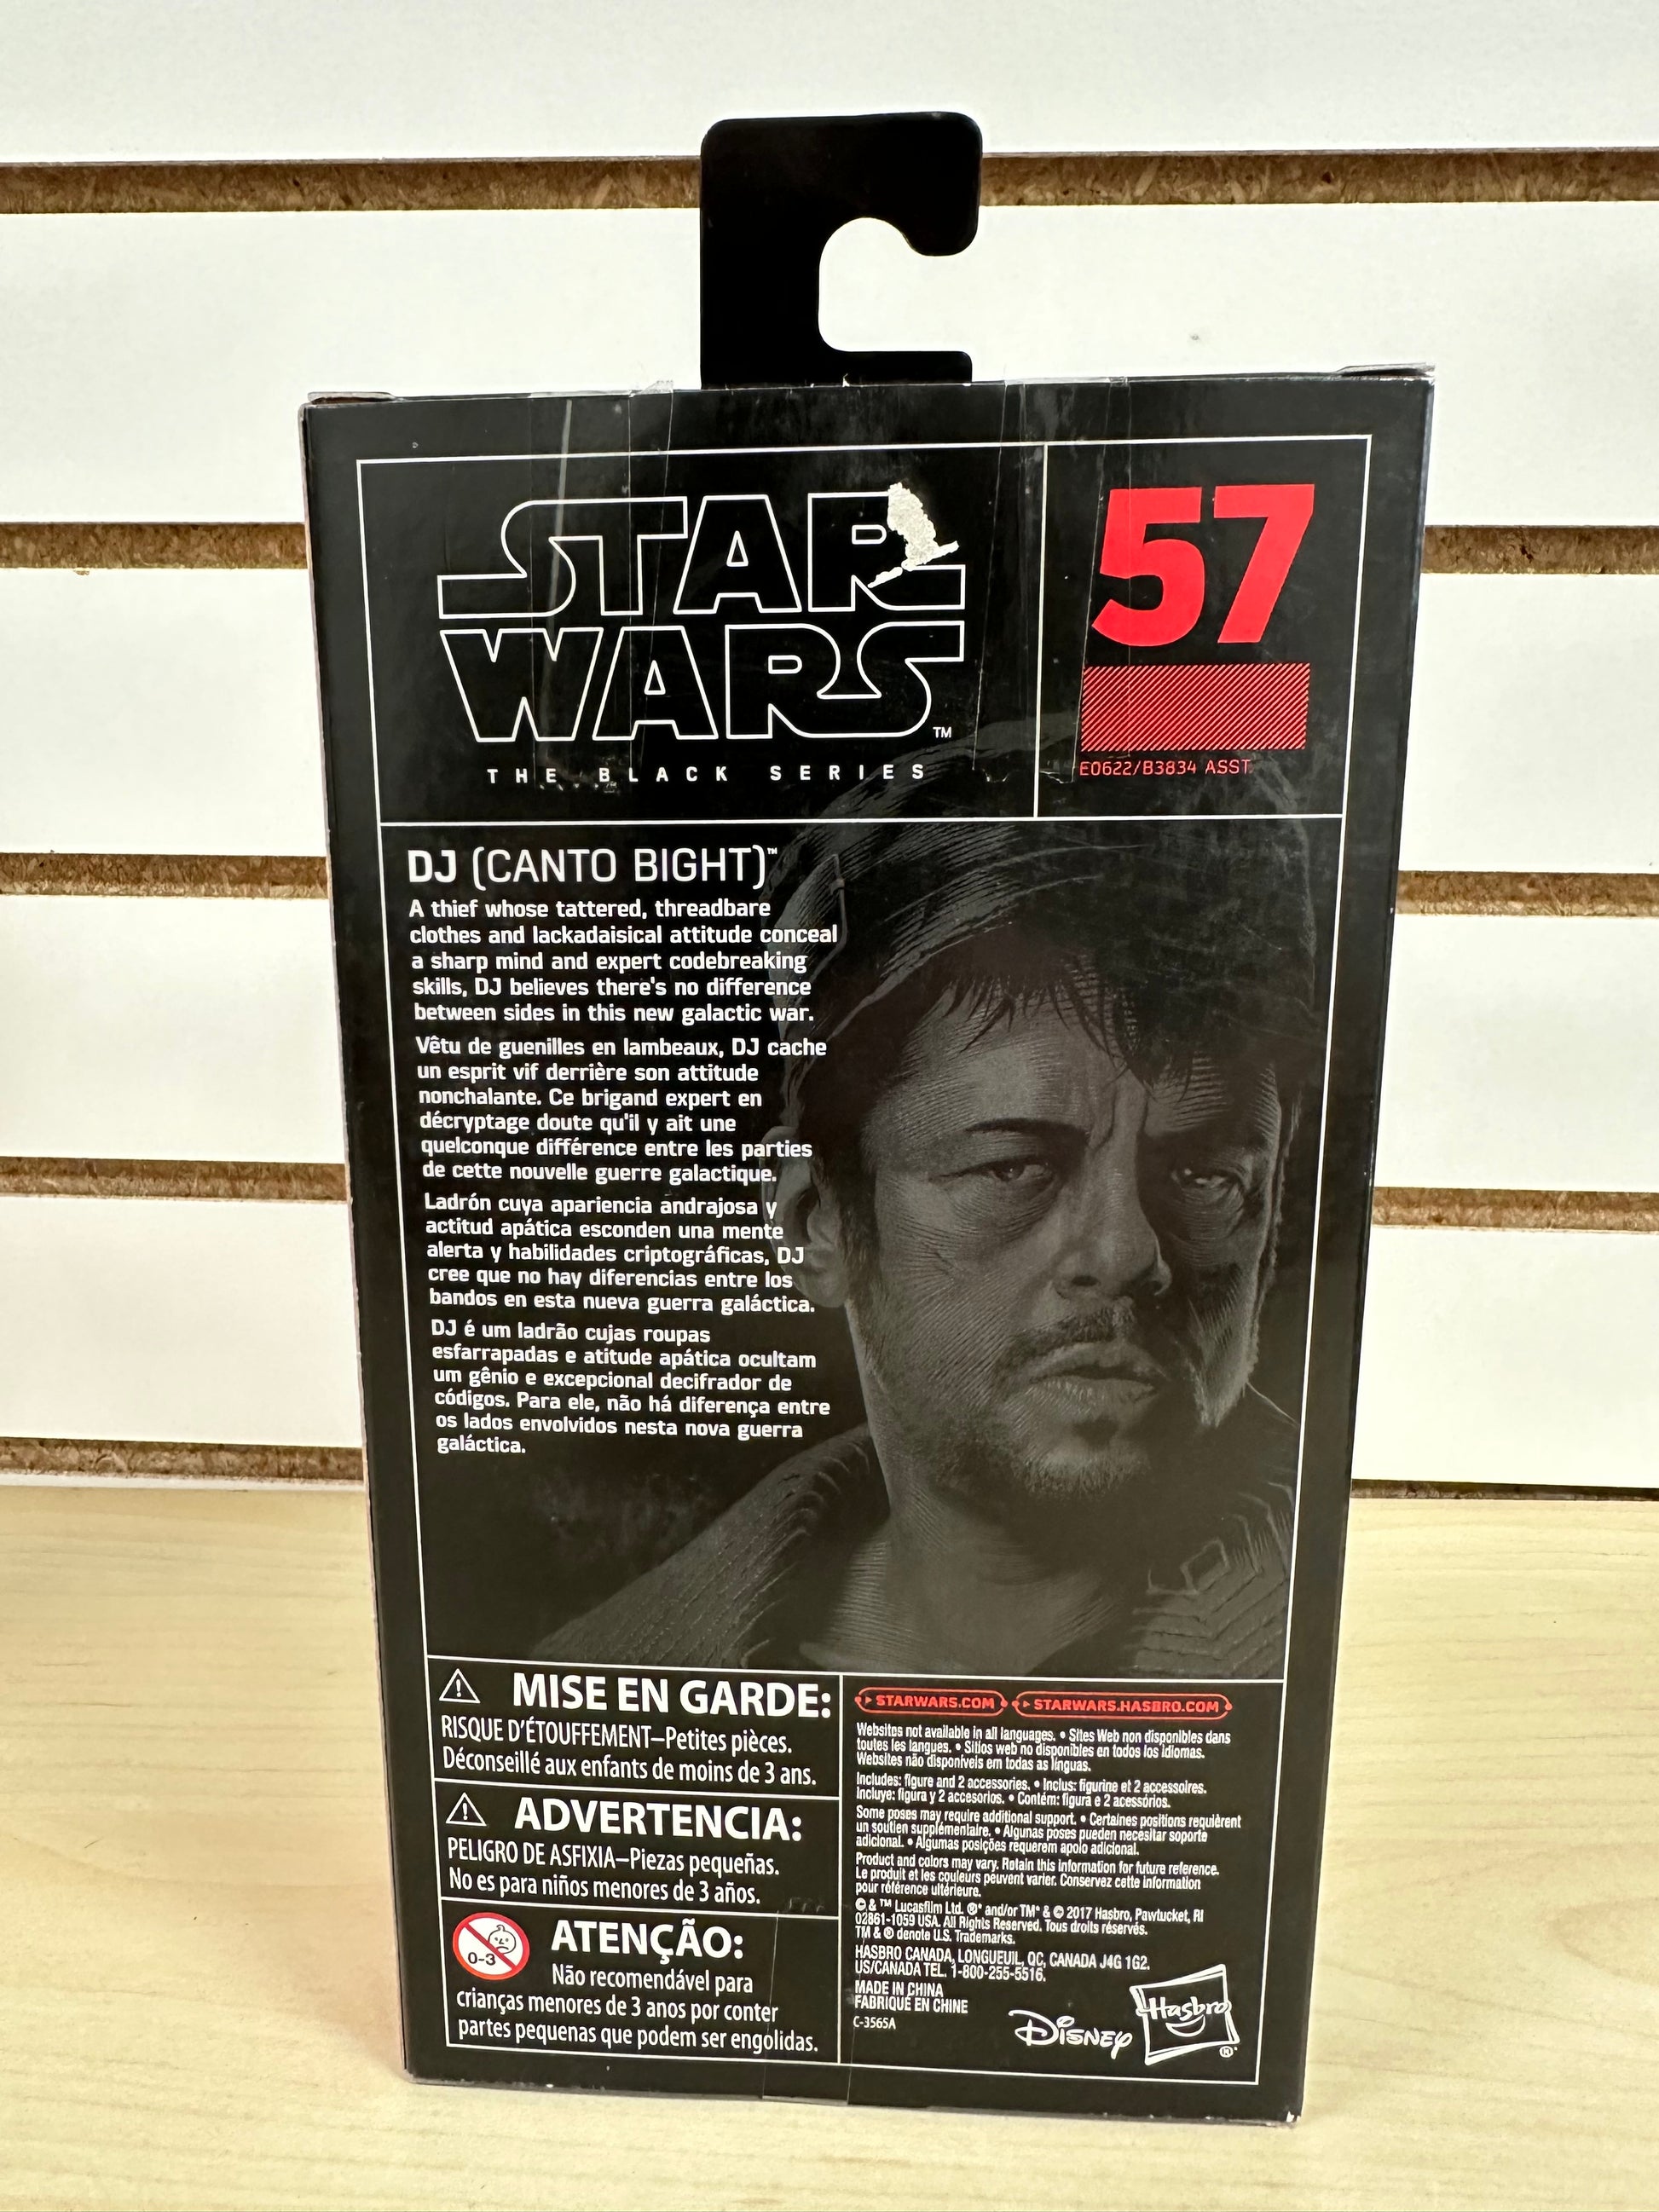 STAR
WARS™
THE BLACK SERIES
57
E0622/B3834 ASST.
DJ (CANTO BIGHT)™
A thief whose tattered, threadbare
clothes and lackadaisical attitude conceal
a sharp mind and expert codebreaking
skills, DJ believes there's no difference
between sides in this new galactic war.
Vêtu de guenilles en lambeaux, DJ cache
un esprit vif derrière son attitude
nonchalante. Ce brigand expert en
décryptage doute qu'il y ait une
quelconque différence entre les parties
de cette nouvelle guerre galactique.
Ladrón cuya apariencia andrajosa y
actitud apática esconden una mente
alerta y habilidades criptográficas, DJ
cree que no hay diferencias entre los
bandos en esta nueva guerra galáctica.
DJ é um ladrão cujas roupas
esfarrapadas e atitude apática ocultam
um gênio e excepcional decifrador de
códigos. Para ele, não há diferença entre
os lados envolvidos nesta nova guerra
galáctica.
MISE EN GARDE:
RISQUE D'ÉTOUFFEMENT–Petites pièces.
Déconseillé aux enfants de moins de 3 ans.
ADVERTENCIA:
PELIGRO DE ASFIXIA–Piezas pequeñas.
No es para niños menores de 3 años.
0-3
ATENÇÃO:
Não recomendável para
crianças menores de 3 anos por conter
partes pequenas que podem ser engolidas.
STARWARS.COM STARWARS.HASBRO.COM
Websites not available in all languages. • Sites Web non disponibles dans
toutes les langues. • Sitios web no disponibles en todos los idiomas.
Websites não disponíveis em todas as línguas.
Includes: figure and 2 accessories. • Inclus: figurine et 2 accessoires.
Incluye: figura y 2 accesorios. • Contém: figura e 2 acessórios.
Some poses may require additional support. • Certaines positions requièrent
un soutien supplémentaire. • Algunas poses pueden necesitar soporte
adicional. • Algumas posições requerem apoio adicional.
Product and colors may vary. Retain this information for future reference.
Le produit et les couleurs peuvent varier. Conservez cette information
pour référence ultérieure.
© & ™ Lucasfilm Ltd. ®* and/or TM* & © 2017 Hasbro, Pawtucket, RI
02861-1059 USA. All Rights Reserved. Tous droits réservés.
TM & ® denote U.S. Trademarks.
HASBRO CANADA, LONGUEUIL, QC, CANADA J4G 1G2.
US/CANADA TEL. 1-800-255-5516.
MADE IN CHINA
FABRIQUÉ EN CHINE
C-3565A
Disney
Hasbro
®*